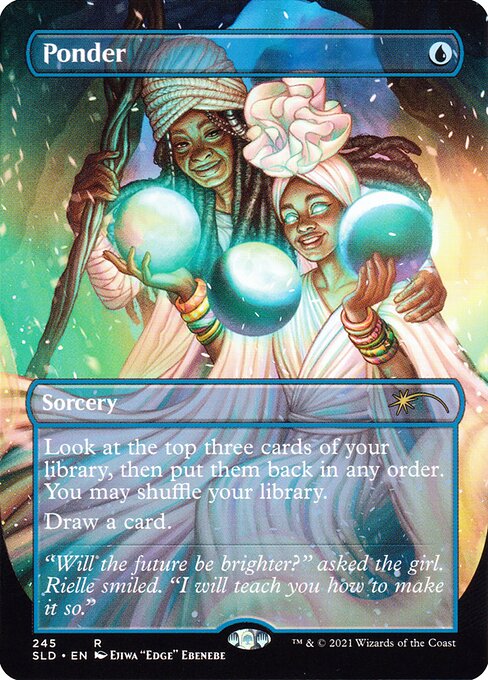 Ponder
Sorcery
Look at the top three cards of your
library, then put them back in any order.
You may shuffle your library.
Draw a card.
“Will the future be brighter?” asked the girl.
Rielle smiled. “I will teach you how to make
it so.”
245 R
SLD • EN Ejiwa “Edge” Ebenebe
™ & © 2021 Wizards of the Coast